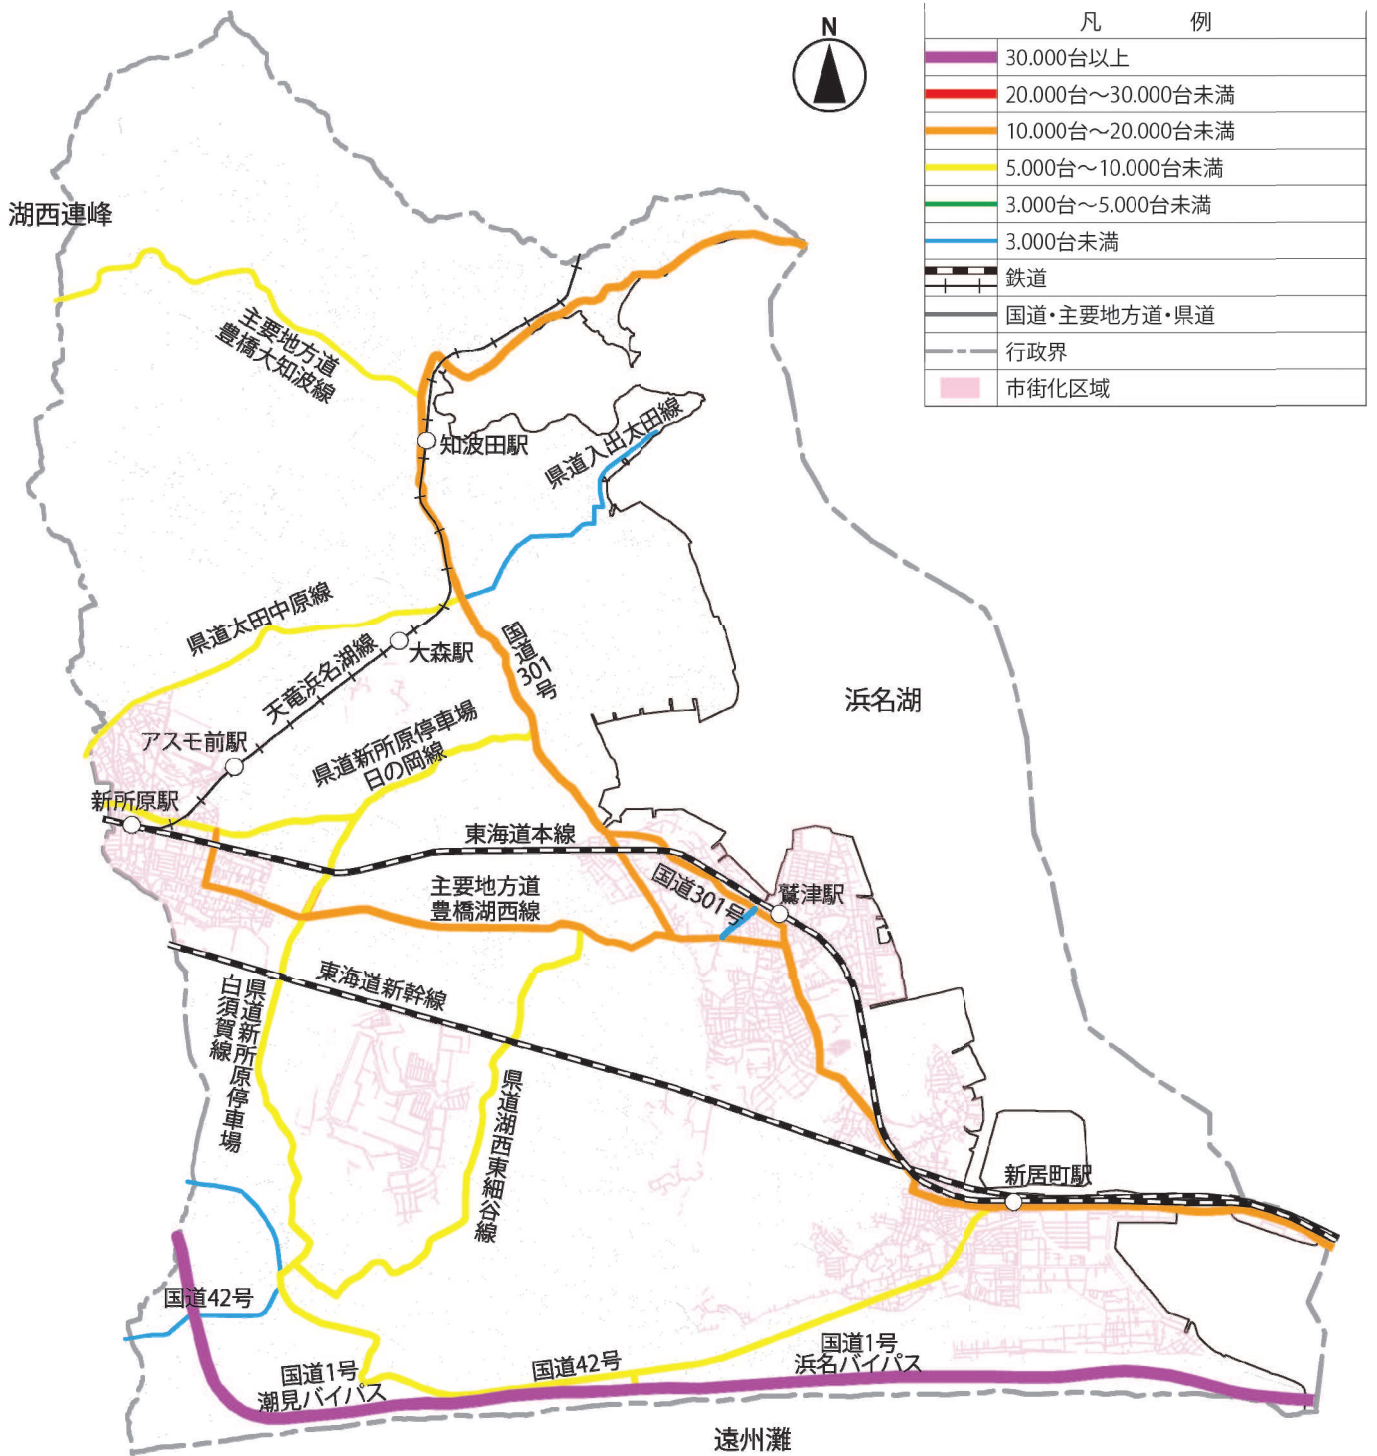 N
凡 例
30.000台以上
20.000台～30.000台未満
10.000台～20.000台未満
5.000台～10.000台未満
3.000台～5.000台未満
3.000台未満
鉄道
国道・主要地方道・県道
行政界
市街化区域
湖西連峰
主要地方道
豊橋大知波線
知波田駅
県道入出太田線
県道太田中原線
大森駅
天竜浜名湖線
国道301号
浜名湖
アスモ前駅
県道新所原停車場
日の岡線
新所原駅
東海道本線
主要地方道
豊橋湖西線
国道301号
鷲津駅
東海道新幹線
県道新所原停車場
白須賀線
県道湖西東細谷線
新居町駅
国道42号
国道1号
潮見バイパス
国道42号
国道1号
浜名バイパス
遠州灘